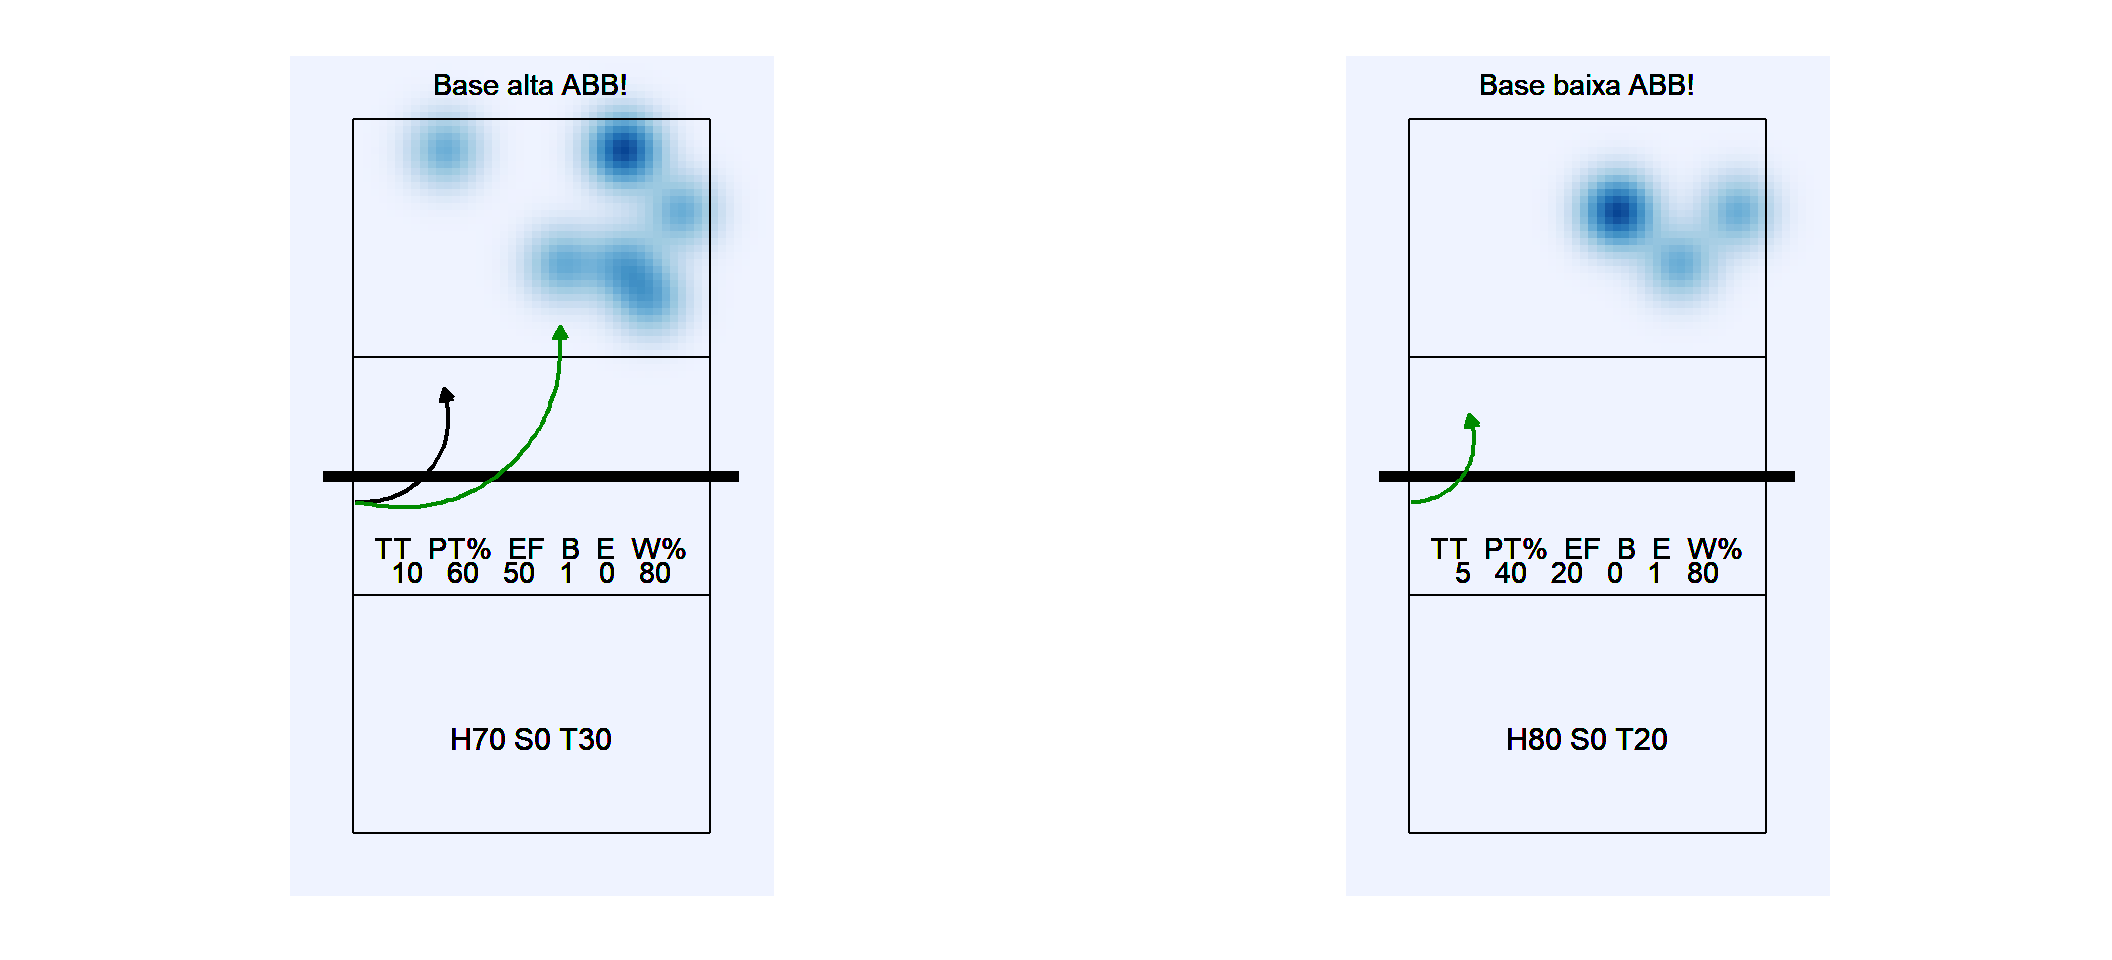 Base alta ABB!
TT PT% EF B E W%
10 60 50 1 0 80
H70 S0 T30
Base baixa ABB!
TT PT% EF B E W%
5 40 20 0 1 80
H80 S0 T20